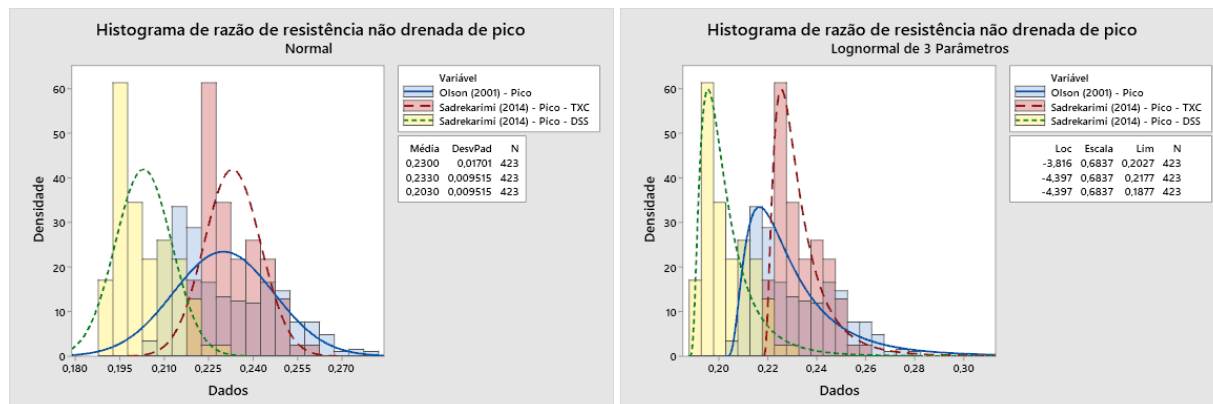 Histograma de razão de resistência não drenada de pico
Normal
Densidade
60
50
40
30
20
10
0
0,180 0,195 0,210 0,225 0,240 0,255 0,270
Dados
Variável
Olson (2001) - Pico
Sadrekarimi (2014) - Pico - TXC
Sadrekarimi (2014) - Pico - DSS
Média DesvPad N
0,2300 0,01701 423
0,2330 0,009515 423
0,2030 0,009515 423
Histograma de razão de resistência não drenada de pico
Lognormal de 3 Parâmetros
Densidade
60
50
40
30
20
10
0
0,20 0,22 0,24 0,26 0,28 0,30
Dados
Variável
Olson (2001) - Pico
Sadrekarimi (2014) - Pico - TXC
Sadrekarimi (2014) - Pico - DSS
Loc Escala Lim N
-3,816 0,6837 0,2027 423
-4,397 0,6837 0,2177 423
-4,397 0,6837 0,1877 423